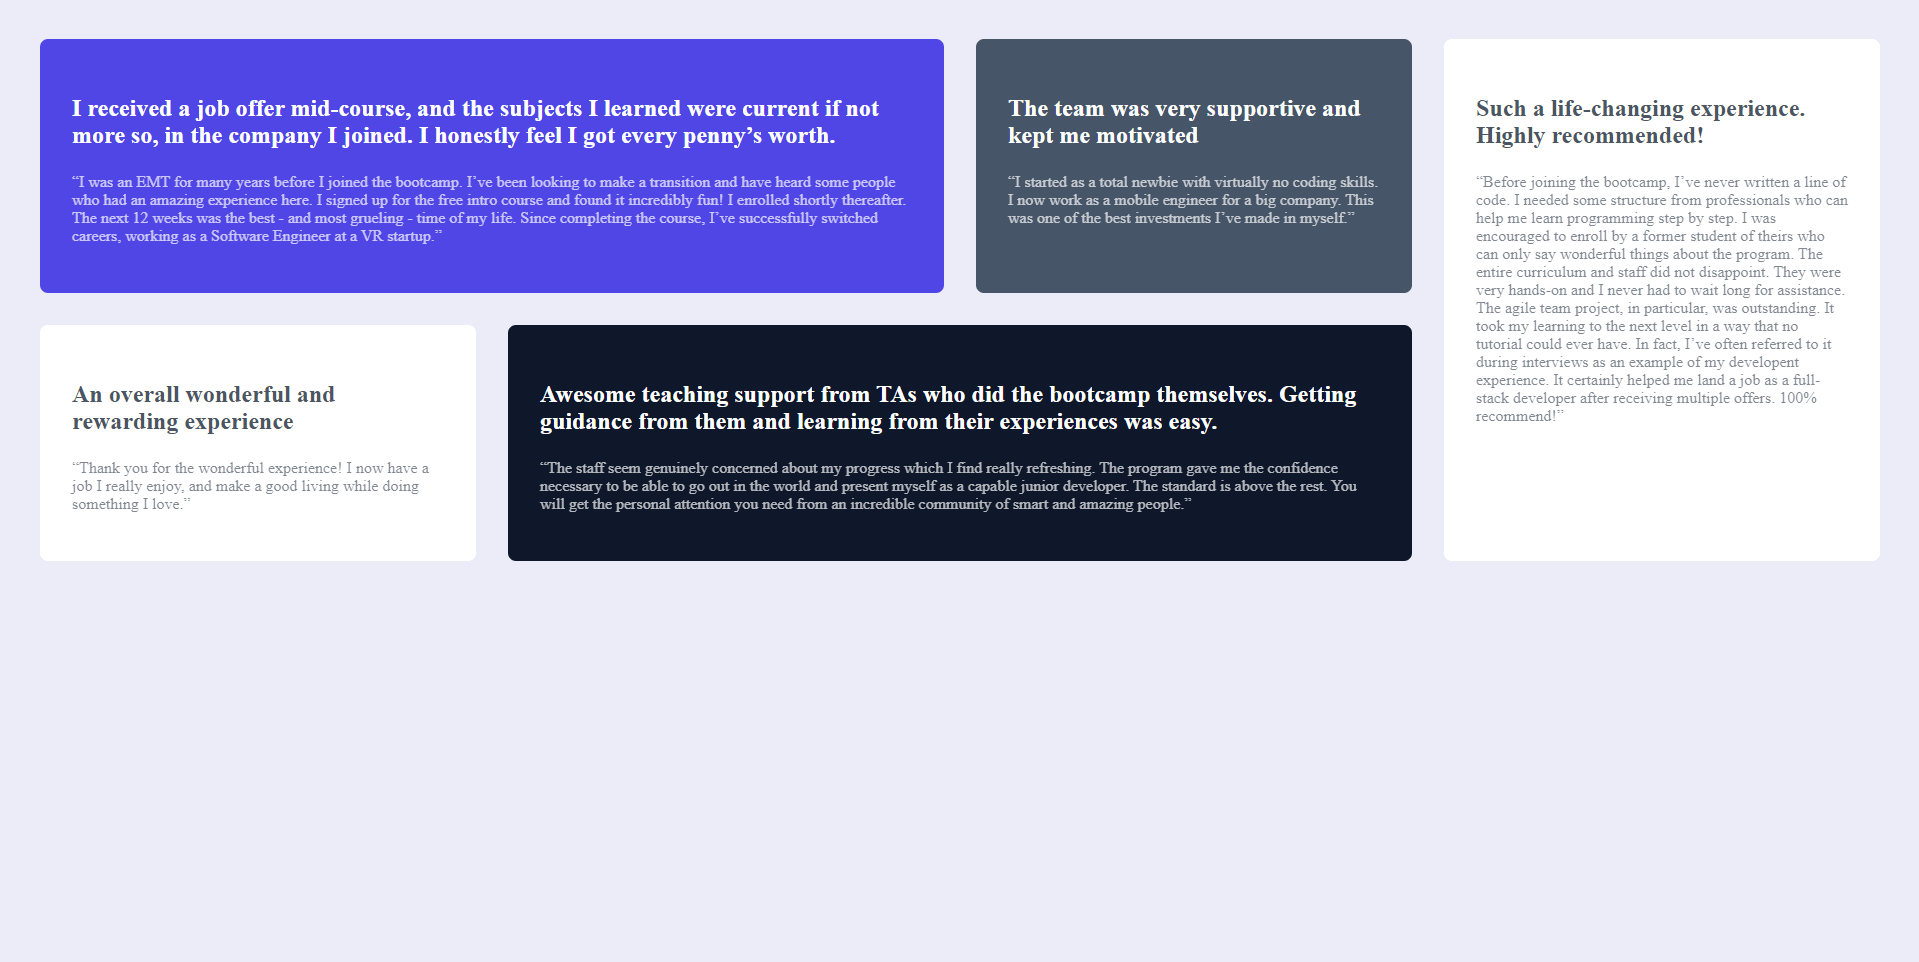 I received a job offer mid-course, and the subjects I learned were current if not
more so, in the company I joined. I honestly feel I got every penny’s worth.
“I was an EMT for many years before I joined the bootcamp. I’ve been looking to make a transition and have heard some people
who had an amazing experience here. I signed up for the free intro course and found it incredibly fun! I enrolled shortly thereafter.
The next 12 weeks was the best - and most grueling - time of my life. Since completing the course, I’ve successfully switched
careers, working as a Software Engineer at a VR startup.”
The team was very supportive and
kept me motivated
“I started as a total newbie with virtually no coding skills.
I now work as a mobile engineer for a big company. This
was one of the best investments I’ve made in myself.”
Such a life-changing experience.
Highly recommended!
“Before joining the bootcamp, I’ve never written a line of
code. I needed some structure from professionals who can
help me learn programming step by step. I was
encouraged to enroll by a former student of theirs who
can only say wonderful things about the program. The
entire curriculum and staff did not disappoint. They were
very hands-on and I never had to wait long for assistance.
The agile team project, in particular, was outstanding. It
took my learning to the next level in a way that no
tutorial could ever have. In fact, I’ve often referred to it
during interviews as an example of my developent
experience. It certainly helped me land a job as a full-
stack developer after receiving multiple offers. 100%
recommend!”
An overall wonderful and
rewarding experience
“Thank you for the wonderful experience! I now have a
job I really enjoy, and make a good living while doing
something I love.”
Awesome teaching support from TAs who did the bootcamp themselves. Getting
guidance from them and learning from their experiences was easy.
“The staff seem genuinely concerned about my progress which I find really refreshing. The program gave me the confidence
necessary to be able to go out in the world and present myself as a capable junior developer. The standard is above the rest. You
will get the personal attention you need from an incredible community of smart and amazing people.”